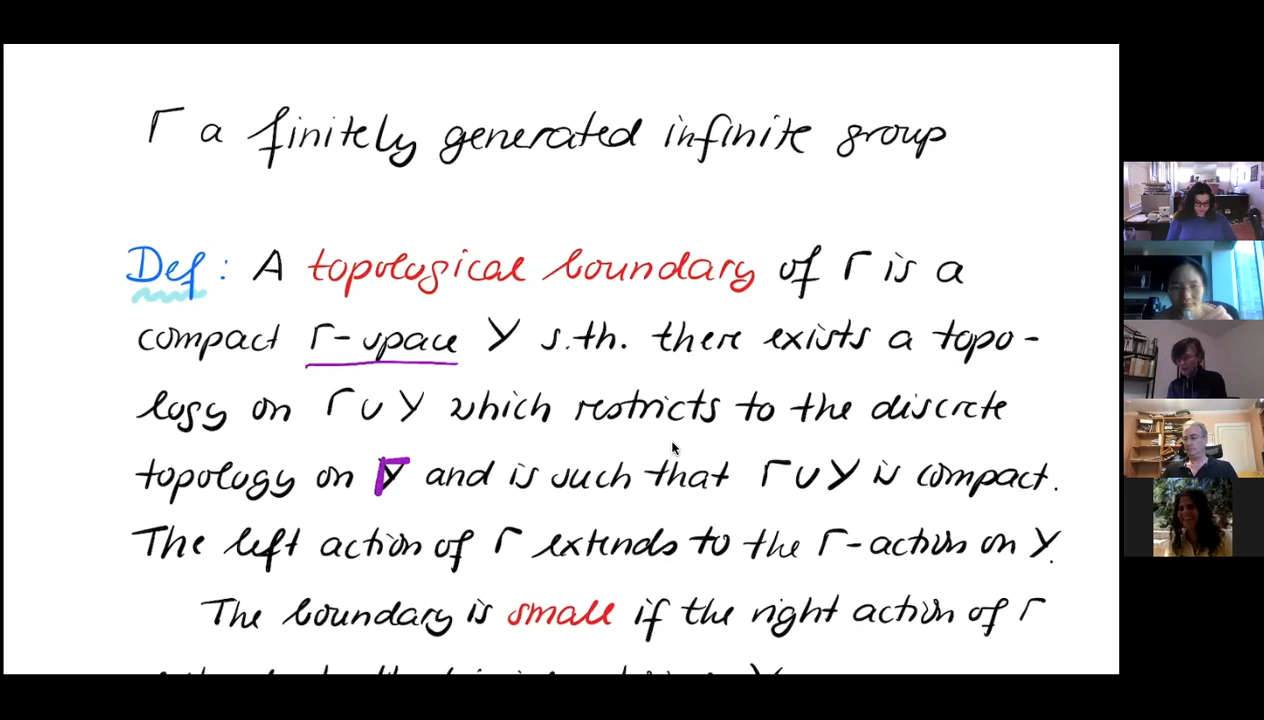 Γ a finitely generated infinite group
Def: A topological boundary of Γ is a
compact Γ-space Y s.th. there exists a topo-
logy on Γ ∪ Y which restricts to the discrete
topology on Γ and is such that Γ ∪ Y is compact.
The left action of Γ extends to the Γ-action on Y.
The boundary is small if the right action of Γ